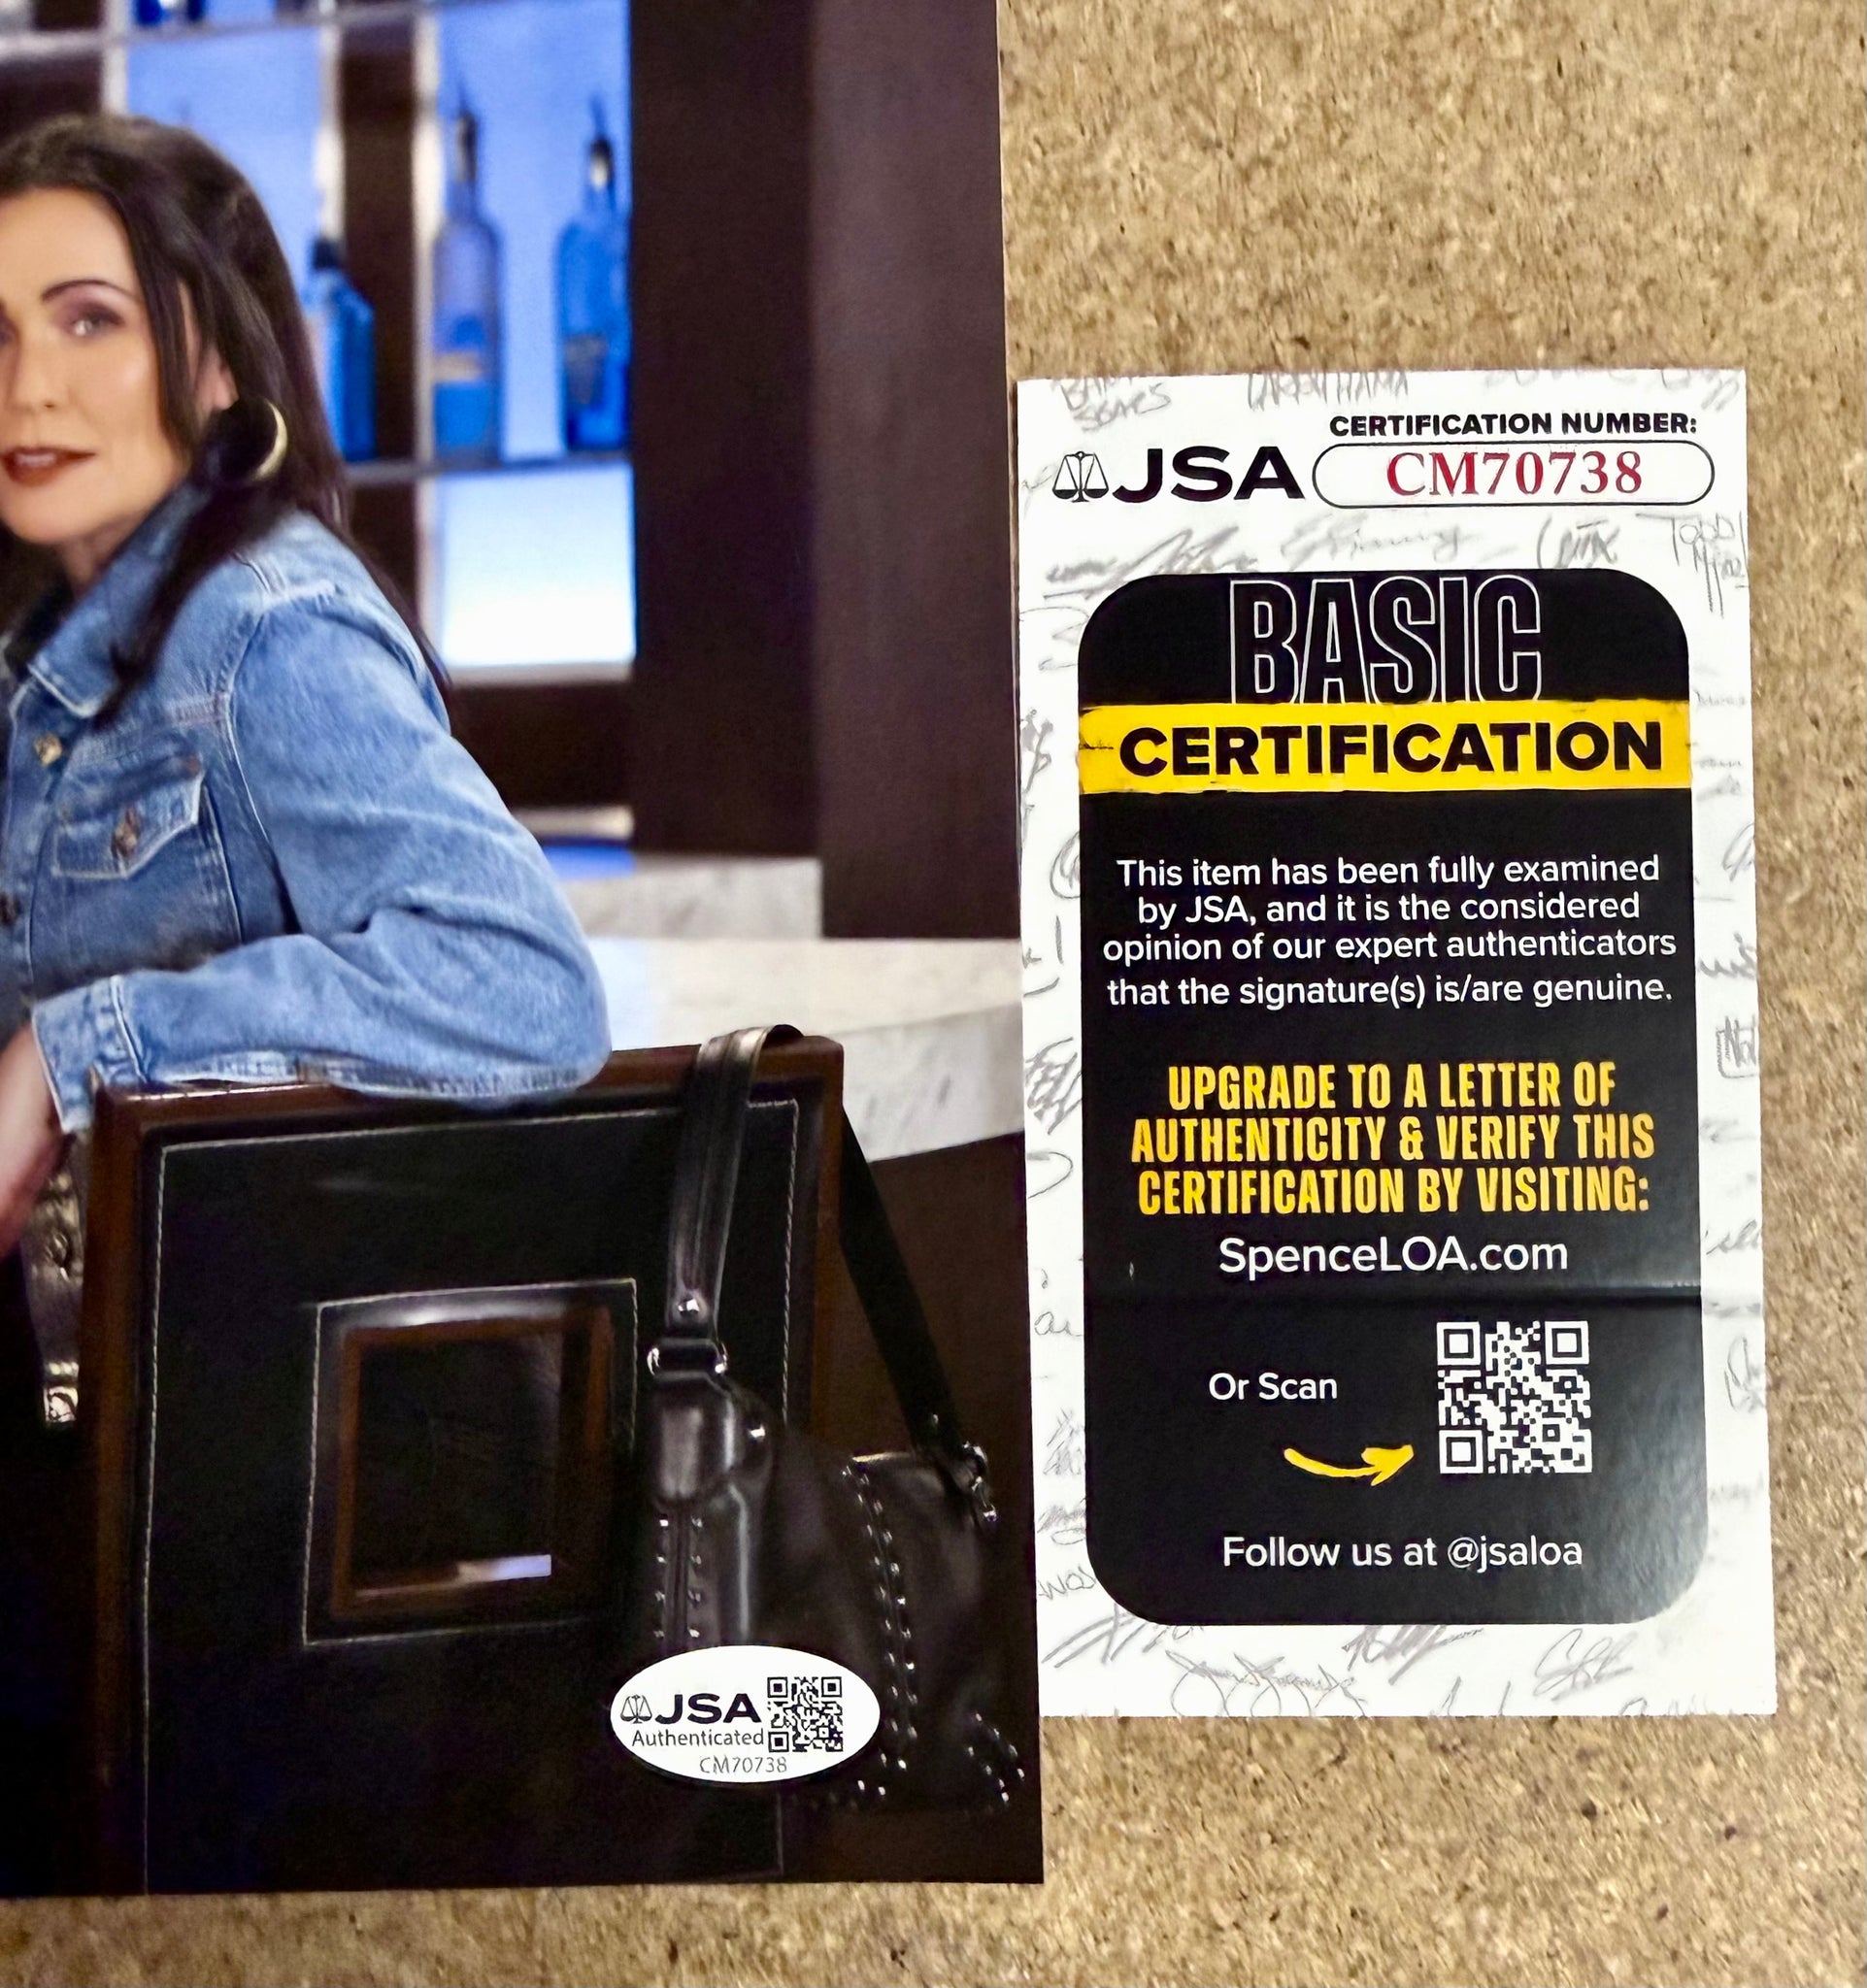 CERTIFICATION NUMBER:
JSA CM70738
BASIC
CERTIFICATION
This item has been fully examined
by JSA, and it is the considered
opinion of our expert authenticators
that the signature(s) is/are genuine.
UPGRADE TO A LETTER OF
AUTHENTICITY & VERIFY THIS
CERTIFICATION BY VISITING:
SpenceLOA.com
Or Scan
Follow us at @jsaloa
JSA
Authenticated
CM70738